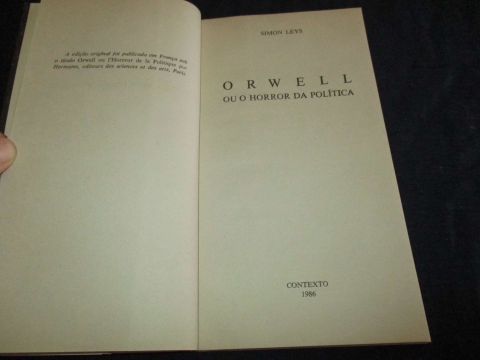 A edição original foi publicada em França sob
o título Orwell ou l'Horreur de la Politique por
Hermann, editeurs des sciences et des arts, Paris.
SIMON LEYS
ORWELL
OU O HORROR DA POLÍTICA
CONTEXTO
1986